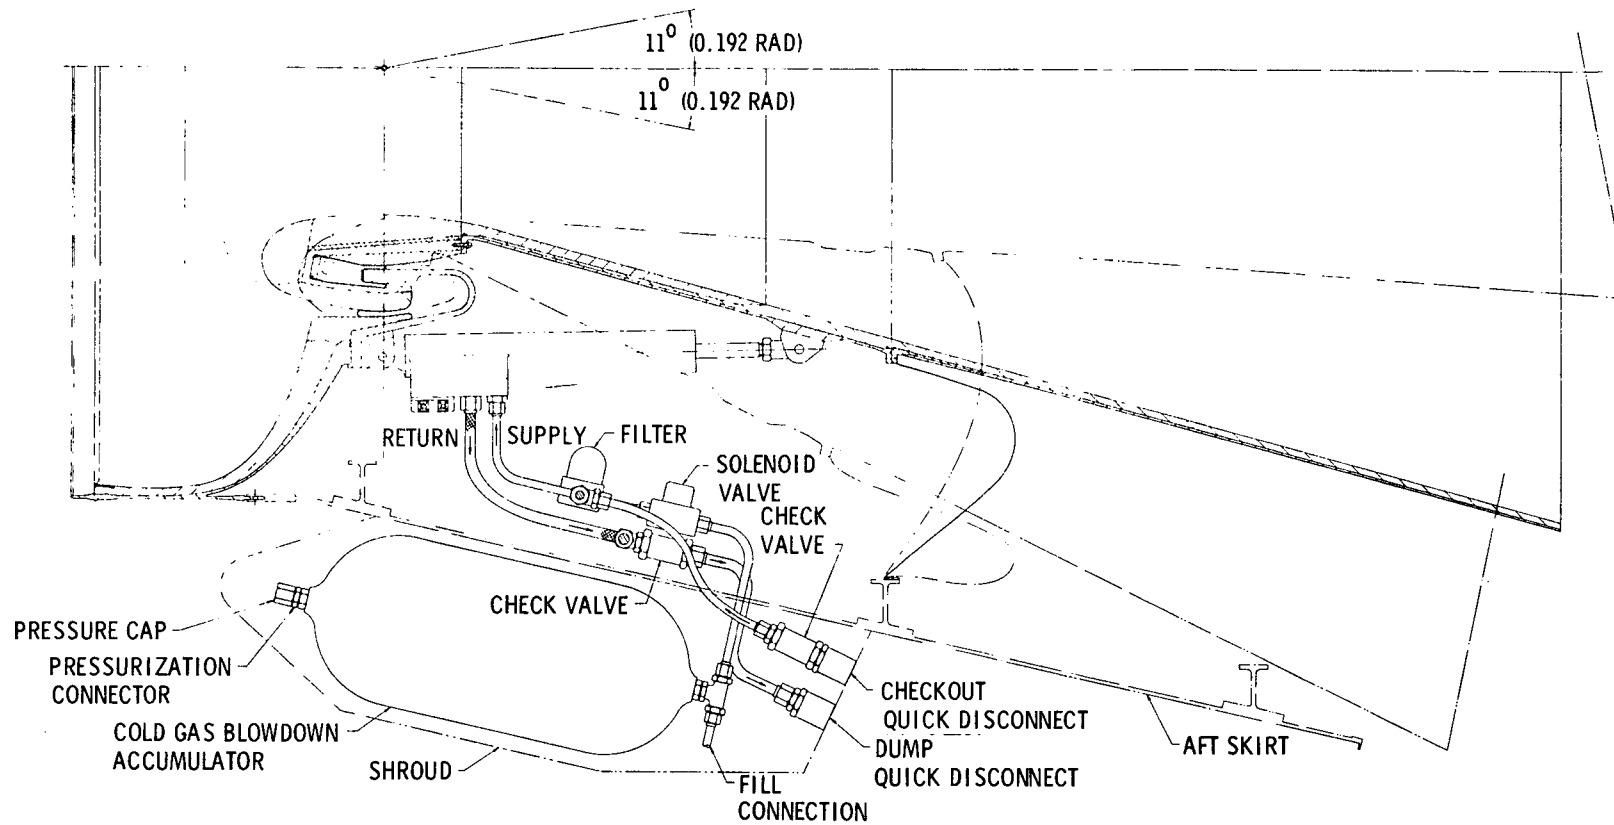 11° (0.192 RAD)
11° (0.192 RAD)
RETURN
SUPPLY
FILTER
SOLENOID
VALVE
CHECK
VALVE
CHECK VALVE
PRESSURE CAP
PRESSURIZATION
CONNECTOR
COLD GAS BLOWDOWN
ACCUMULATOR
SHROUD
CHECKOUT
QUICK DISCONNECT
DUMP
QUICK DISCONNECT
AFT SKIRT
FILL
CONNECTION